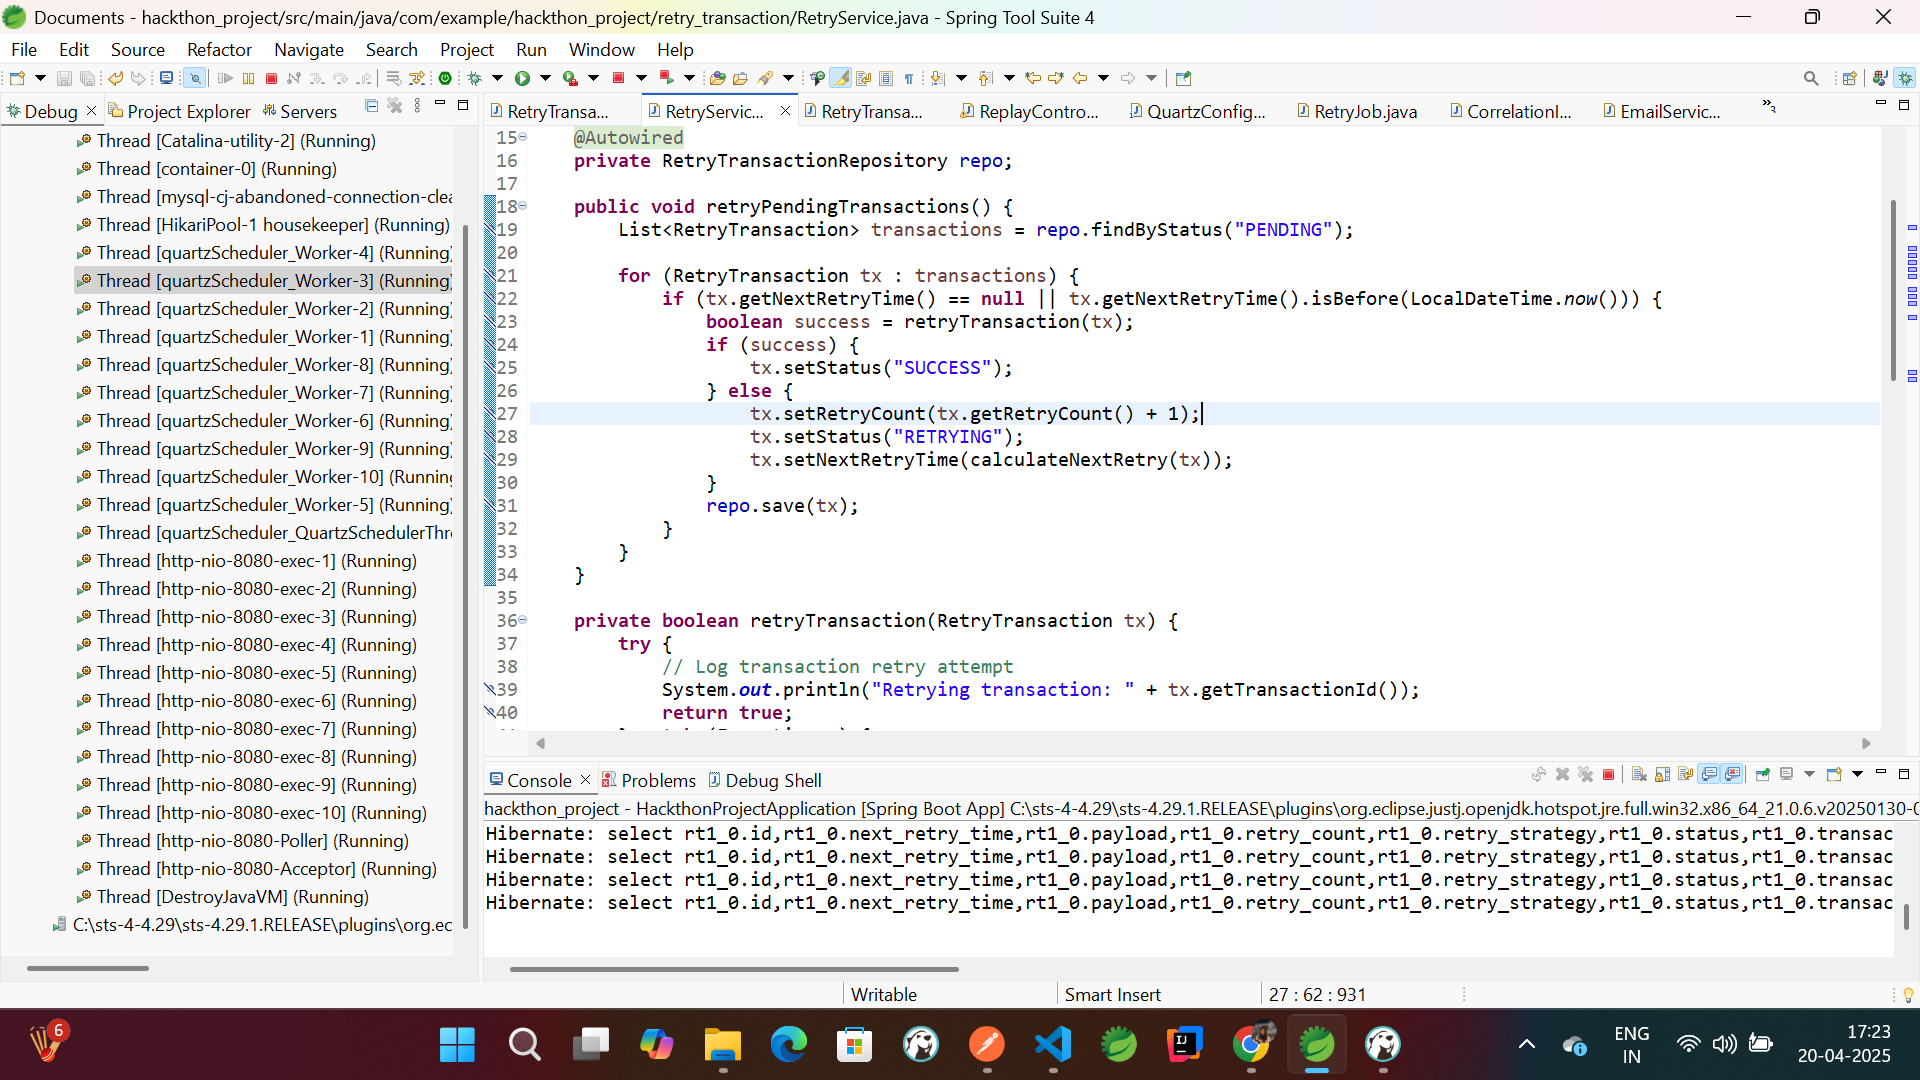 Documents - hackthon_project/src/main/java/com/example/hackthon_project/retry_transaction/RetryService.java - Spring Tool Suite 4
File Edit Source Refactor Navigate Search Project Run Window Help
Debug Project Explorer Servers
Thread [Catalina-utility-2] (Running)
Thread [container-0] (Running)
Thread [mysql-cj-abandoned-connection-clea
Thread [HikariPool-1 housekeeper] (Running)
Thread [quartzScheduler_Worker-4] (Running)
Thread [quartzScheduler_Worker-3] (Running)
Thread [quartzScheduler_Worker-2] (Running)
Thread [quartzScheduler_Worker-1] (Running)
Thread [quartzScheduler_Worker-8] (Running)
Thread [quartzScheduler_Worker-7] (Running)
Thread [quartzScheduler_Worker-6] (Running)
Thread [quartzScheduler_Worker-9] (Running)
Thread [quartzScheduler_Worker-10] (Running
Thread [quartzScheduler_Worker-5] (Running)
Thread [quartzScheduler_QuartzSchedulerThre
Thread [http-nio-8080-exec-1] (Running)
Thread [http-nio-8080-exec-2] (Running)
Thread [http-nio-8080-exec-3] (Running)
Thread [http-nio-8080-exec-4] (Running)
Thread [http-nio-8080-exec-5] (Running)
Thread [http-nio-8080-exec-6] (Running)
Thread [http-nio-8080-exec-7] (Running)
Thread [http-nio-8080-exec-8] (Running)
Thread [http-nio-8080-exec-9] (Running)
Thread [http-nio-8080-exec-10] (Running)
Thread [http-nio-8080-Poller] (Running)
Thread [http-nio-8080-Acceptor] (Running)
Thread [DestroyJavaVM] (Running)
C:\sts-4-4.29\sts-4.29.1.RELEASE\plugins\org.ec
RetryTransa... RetryServic... RetryTransa... ReplayContro... QuartzConfig... RetryJob.java CorrelationI... EmailServic... »3
15 @Autowired
16 private RetryTransactionRepository repo;
17
18 public void retryPendingTransactions() {
19 List<RetryTransaction> transactions = repo.findByStatus("PENDING");
20
21 for (RetryTransaction tx : transactions) {
22 if (tx.getNextRetryTime() == null || tx.getNextRetryTime().isBefore(LocalDateTime.now())) {
23 boolean success = retryTransaction(tx);
24 if (success) {
25 tx.setStatus("SUCCESS");
26 } else {
27 tx.setRetryCount(tx.getRetryCount() + 1);
28 tx.setStatus("RETRYING");
29 tx.setNextRetryTime(calculateNextRetry(tx));
30 }
31 repo.save(tx);
32 }
33 }
34 }
35
36 private boolean retryTransaction(RetryTransaction tx) {
37 try {
38 // Log transaction retry attempt
39 System.out.println("Retrying transaction: " + tx.getTransactionId());
40 return true;
Console Problems Debug Shell
hackthon_project - HackthonProjectApplication [Spring Boot App] C:\sts-4-4.29\sts-4.29.1.RELEASE\plugins\org.eclipse.justj.openjdk.hotspot.jre.full.win32.x86_64_21.0.6.v20250130-0
Hibernate: select rt1_0.id,rt1_0.next_retry_time,rt1_0.payload,rt1_0.retry_count,rt1_0.retry_strategy,rt1_0.status,rt1_0.transac
Hibernate: select rt1_0.id,rt1_0.next_retry_time,rt1_0.payload,rt1_0.retry_count,rt1_0.retry_strategy,rt1_0.status,rt1_0.transac
Hibernate: select rt1_0.id,rt1_0.next_retry_time,rt1_0.payload,rt1_0.retry_count,rt1_0.retry_strategy,rt1_0.status,rt1_0.transac
Hibernate: select rt1_0.id,rt1_0.next_retry_time,rt1_0.payload,rt1_0.retry_count,rt1_0.retry_strategy,rt1_0.status,rt1_0.transac
Writable Smart Insert 27 : 62 : 931
6
ENG
IN
17:23
20-04-2025